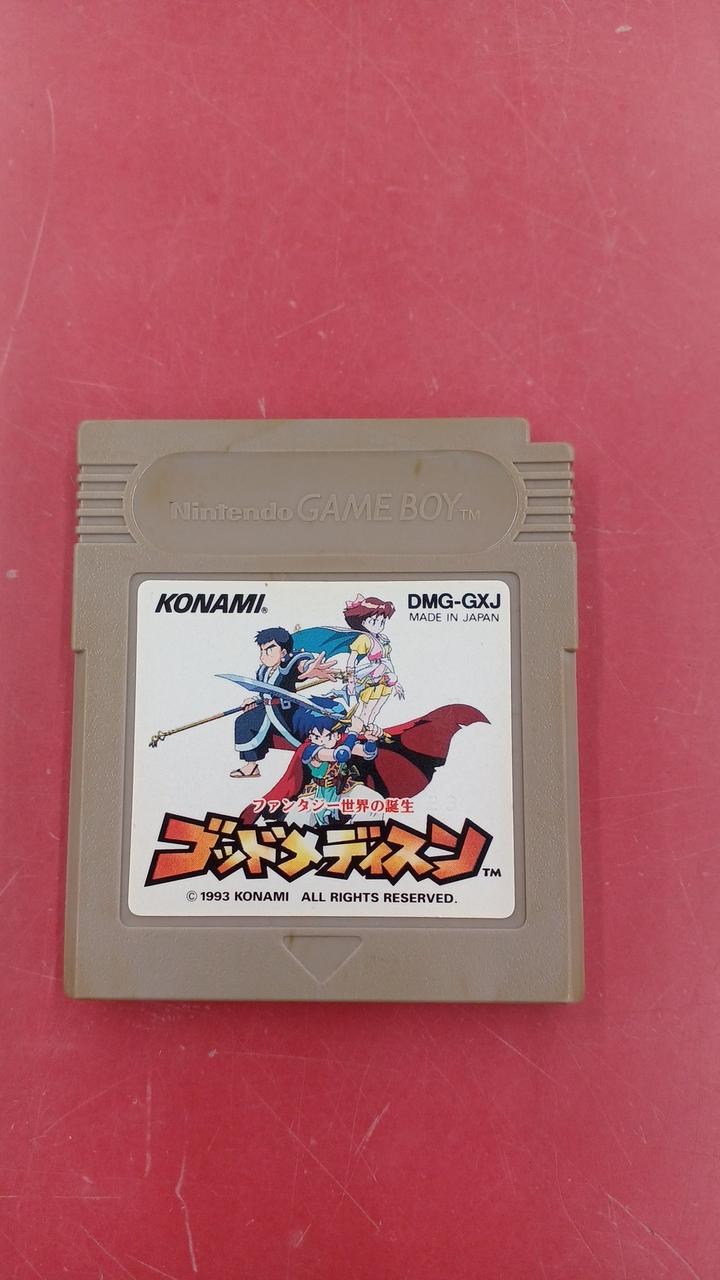 Nintendo GAME BOY™
KONAMI®
DMG-GXJ
MADE IN JAPAN
ファンタジー世界の誕生
ゴッドメディスン™
© 1993 KONAMI ALL RIGHTS RESERVED.